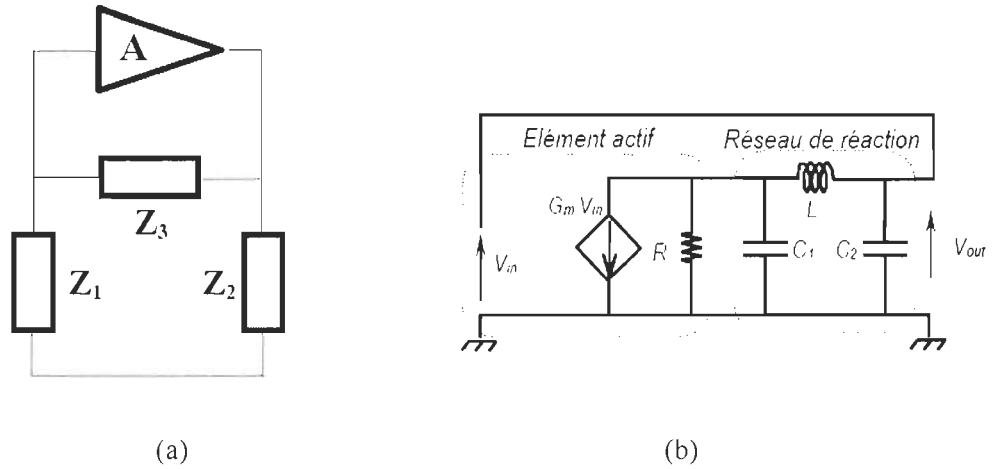 A
Z₃
Z₁
Z₂
(a)
Elément actif
Réseau de réaction
Gm Vin
Vin
R
C₁
L
C₂
Vout
(b)